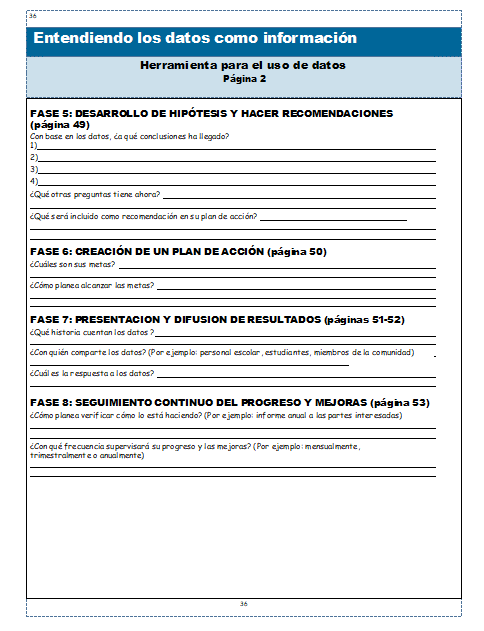 36
Entendiendo los datos como información
Herramienta para el uso de datos
Página 2
FASE 5: DESARROLLO DE HIPÓTESIS Y HACER RECOMENDACIONES
(página 49)
Con base en los datos, ¿a qué conclusiones ha llegado?
1)
2)
3)
4)
¿Qué otras preguntas tiene ahora?
¿Qué será incluido como recomendación en su plan de acción?
FASE 6: CREACIÓN DE UN PLAN DE ACCIÓN (página 50)
¿Cuáles son sus metas?
¿Cómo planea alcanzar las metas?
FASE 7: PRESENTACION Y DIFUSION DE RESULTADOS (páginas 51-52)
¿Qué historia cuentan los datos ?
¿Con quién comparte los datos? (Por ejemplo: personal escolar, estudiantes, miembros de la comunidad)
¿Cuál es la respuesta a los datos?
FASE 8: SEGUIMIENTO CONTINUO DEL PROGRESO Y MEJORAS (página 53)
¿Cómo planea verificar cómo lo está haciendo? (Por ejemplo: informe anual a las partes interesadas)
¿Con qué frecuencia supervisará su progreso y las mejoras? (Por ejemplo: mensualmente,
trimestralmente o anualmente)
36